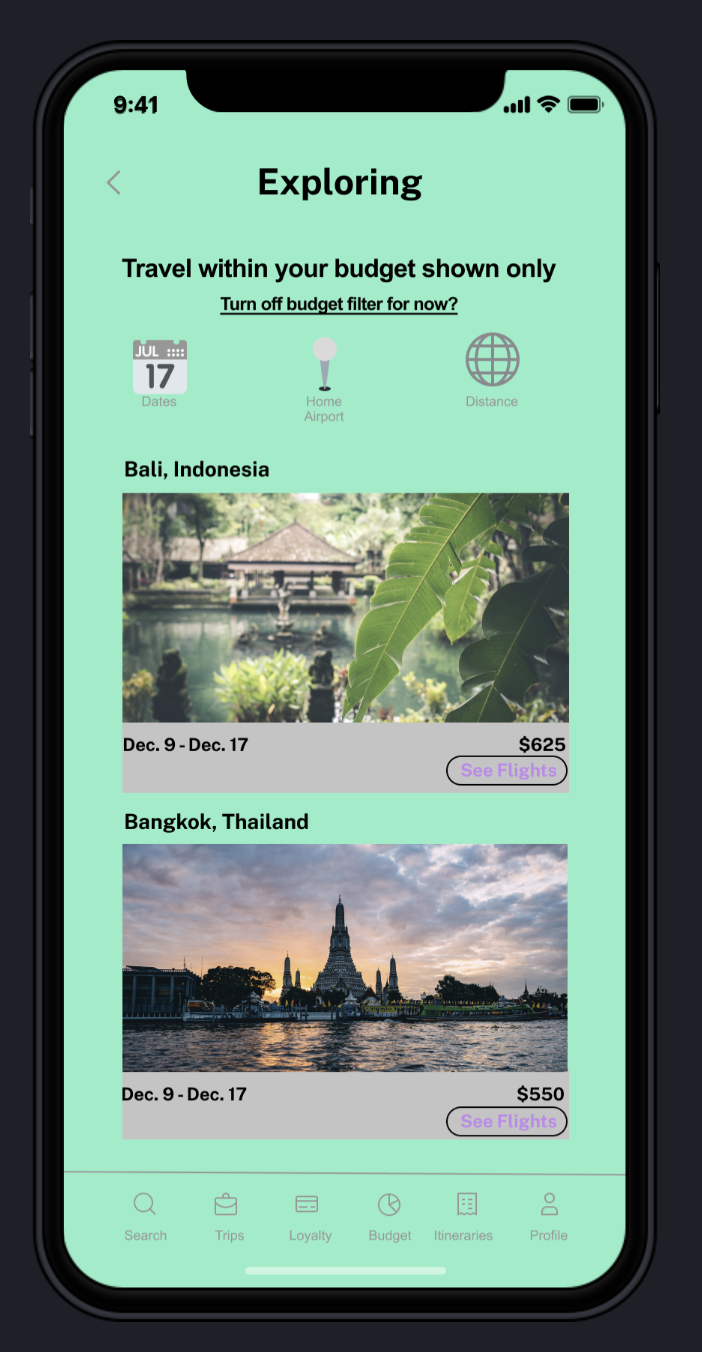 9:41
Exploring
Travel within your budget shown only
Turn off budget filter for now?
JUL
17
Dates
Home
Airport
Distance
Bali, Indonesia
Dec. 9 - Dec. 17
$625
See Flights
Bangkok, Thailand
Dec. 9 - Dec. 17
$550
See Flights
Search
Trips
Loyalty
Budget
Itineraries
Profile